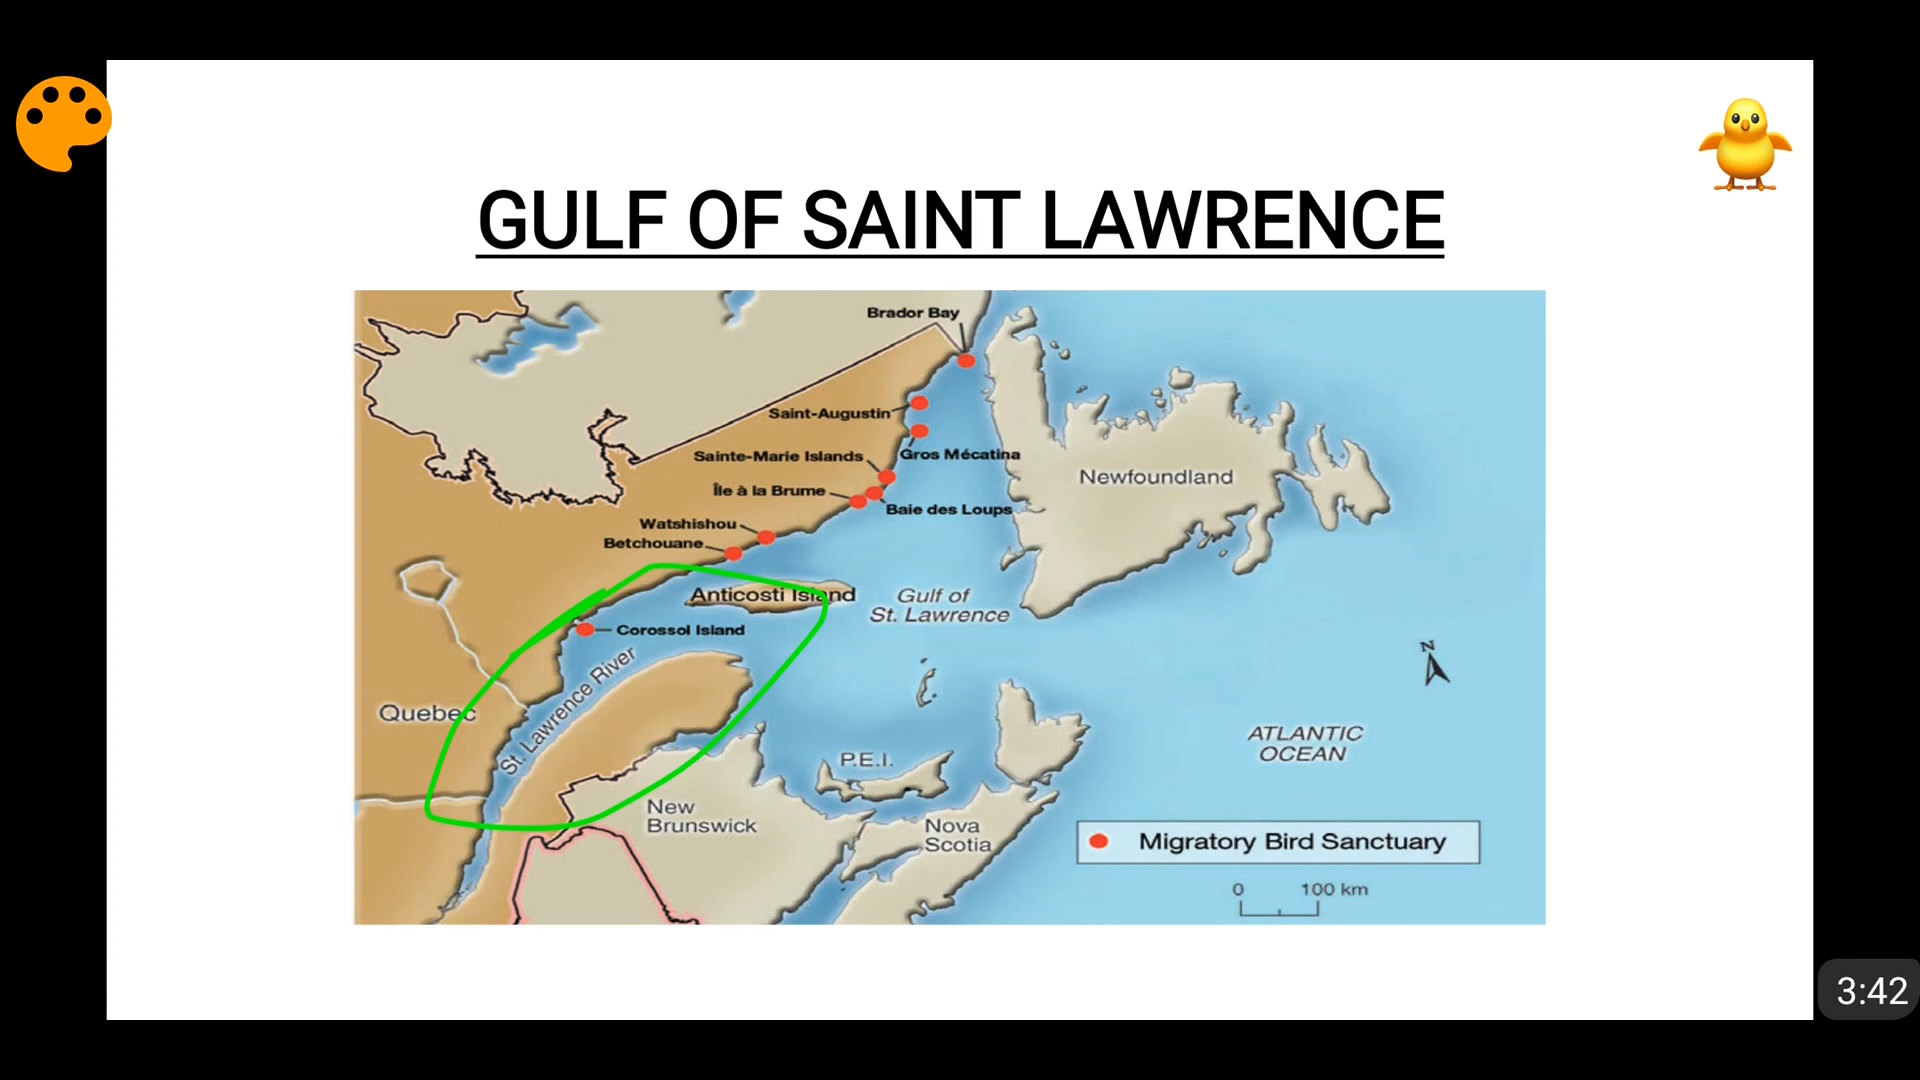 GULF OF SAINT LAWRENCE
Brador Bay
Saint-Augustin
Gros Mécatina
Sainte-Marie Islands
Newfoundland
Île à la Brume
Baie des Loups
Watshishou
Betchouane
Anticosti Island
Gulf of
St. Lawrence
Corossol Island
St. Lawrence River
N
Quebec
ATLANTIC
OCEAN
P.E.I.
New
Brunswick
Nova
Scotia
Migratory Bird Sanctuary
0 100 km
3:42